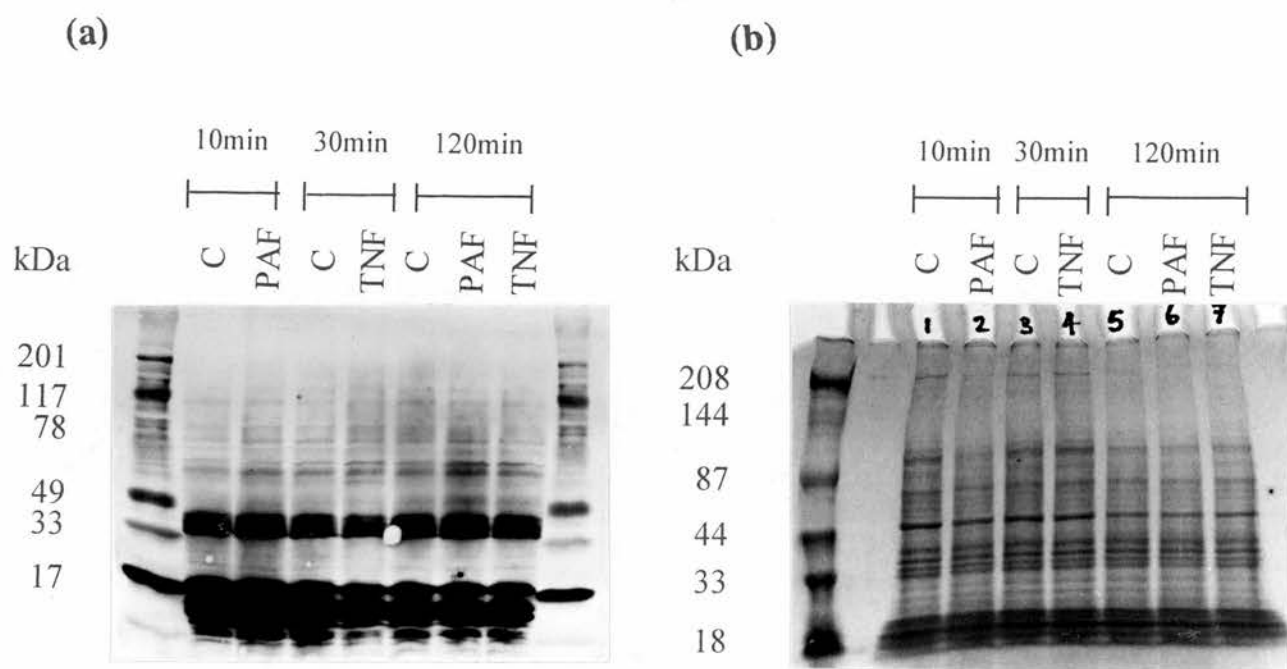 (a)
(b)
10min 30min 120min
10min 30min 120min
kDa C PAF C TNF C PAF TNF
kDa C PAF C TNF C PAF TNF
1 2 3 4 5 6 7
201
117
78
49
33
17
208
144
87
44
33
18